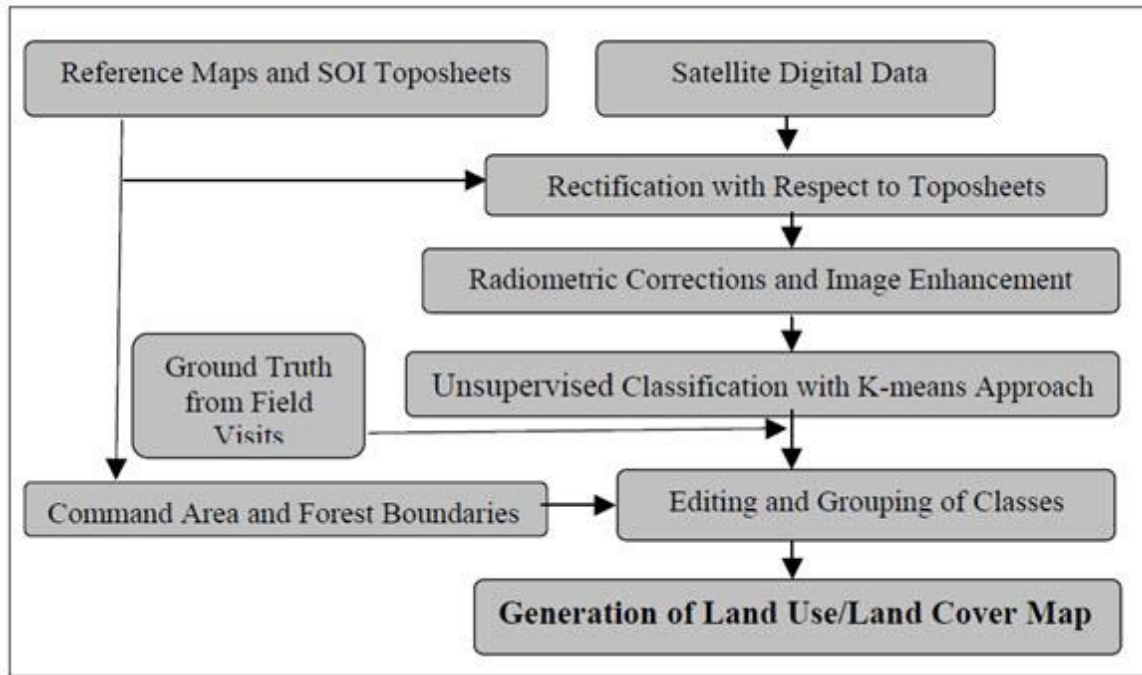 Reference Maps and SOI Toposheets
Satellite Digital Data
Rectification with Respect to Toposheets
Radiometric Corrections and Image Enhancement
Ground Truth
from Field
Visits
Unsupervised Classification with K-means Approach
Command Area and Forest Boundaries
Editing and Grouping of Classes
Generation of Land Use/Land Cover Map